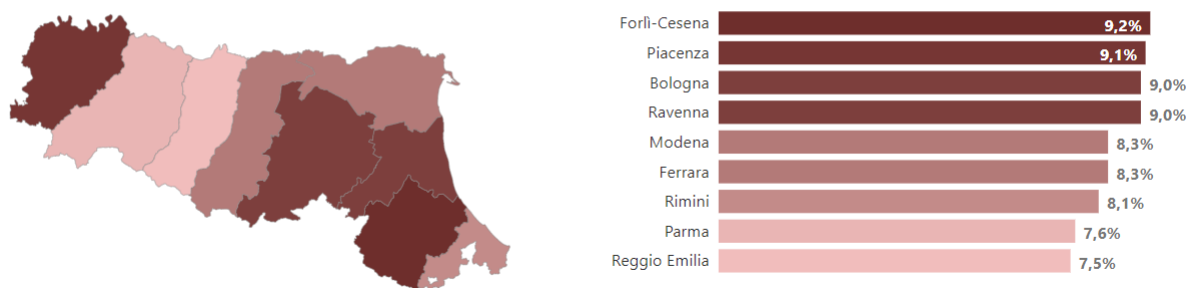 Forlì-Cesena 9,2%
Piacenza 9,1%
Bologna 9,0%
Ravenna 9,0%
Modena 8,3%
Ferrara 8,3%
Rimini 8,1%
Parma 7,6%
Reggio Emilia 7,5%